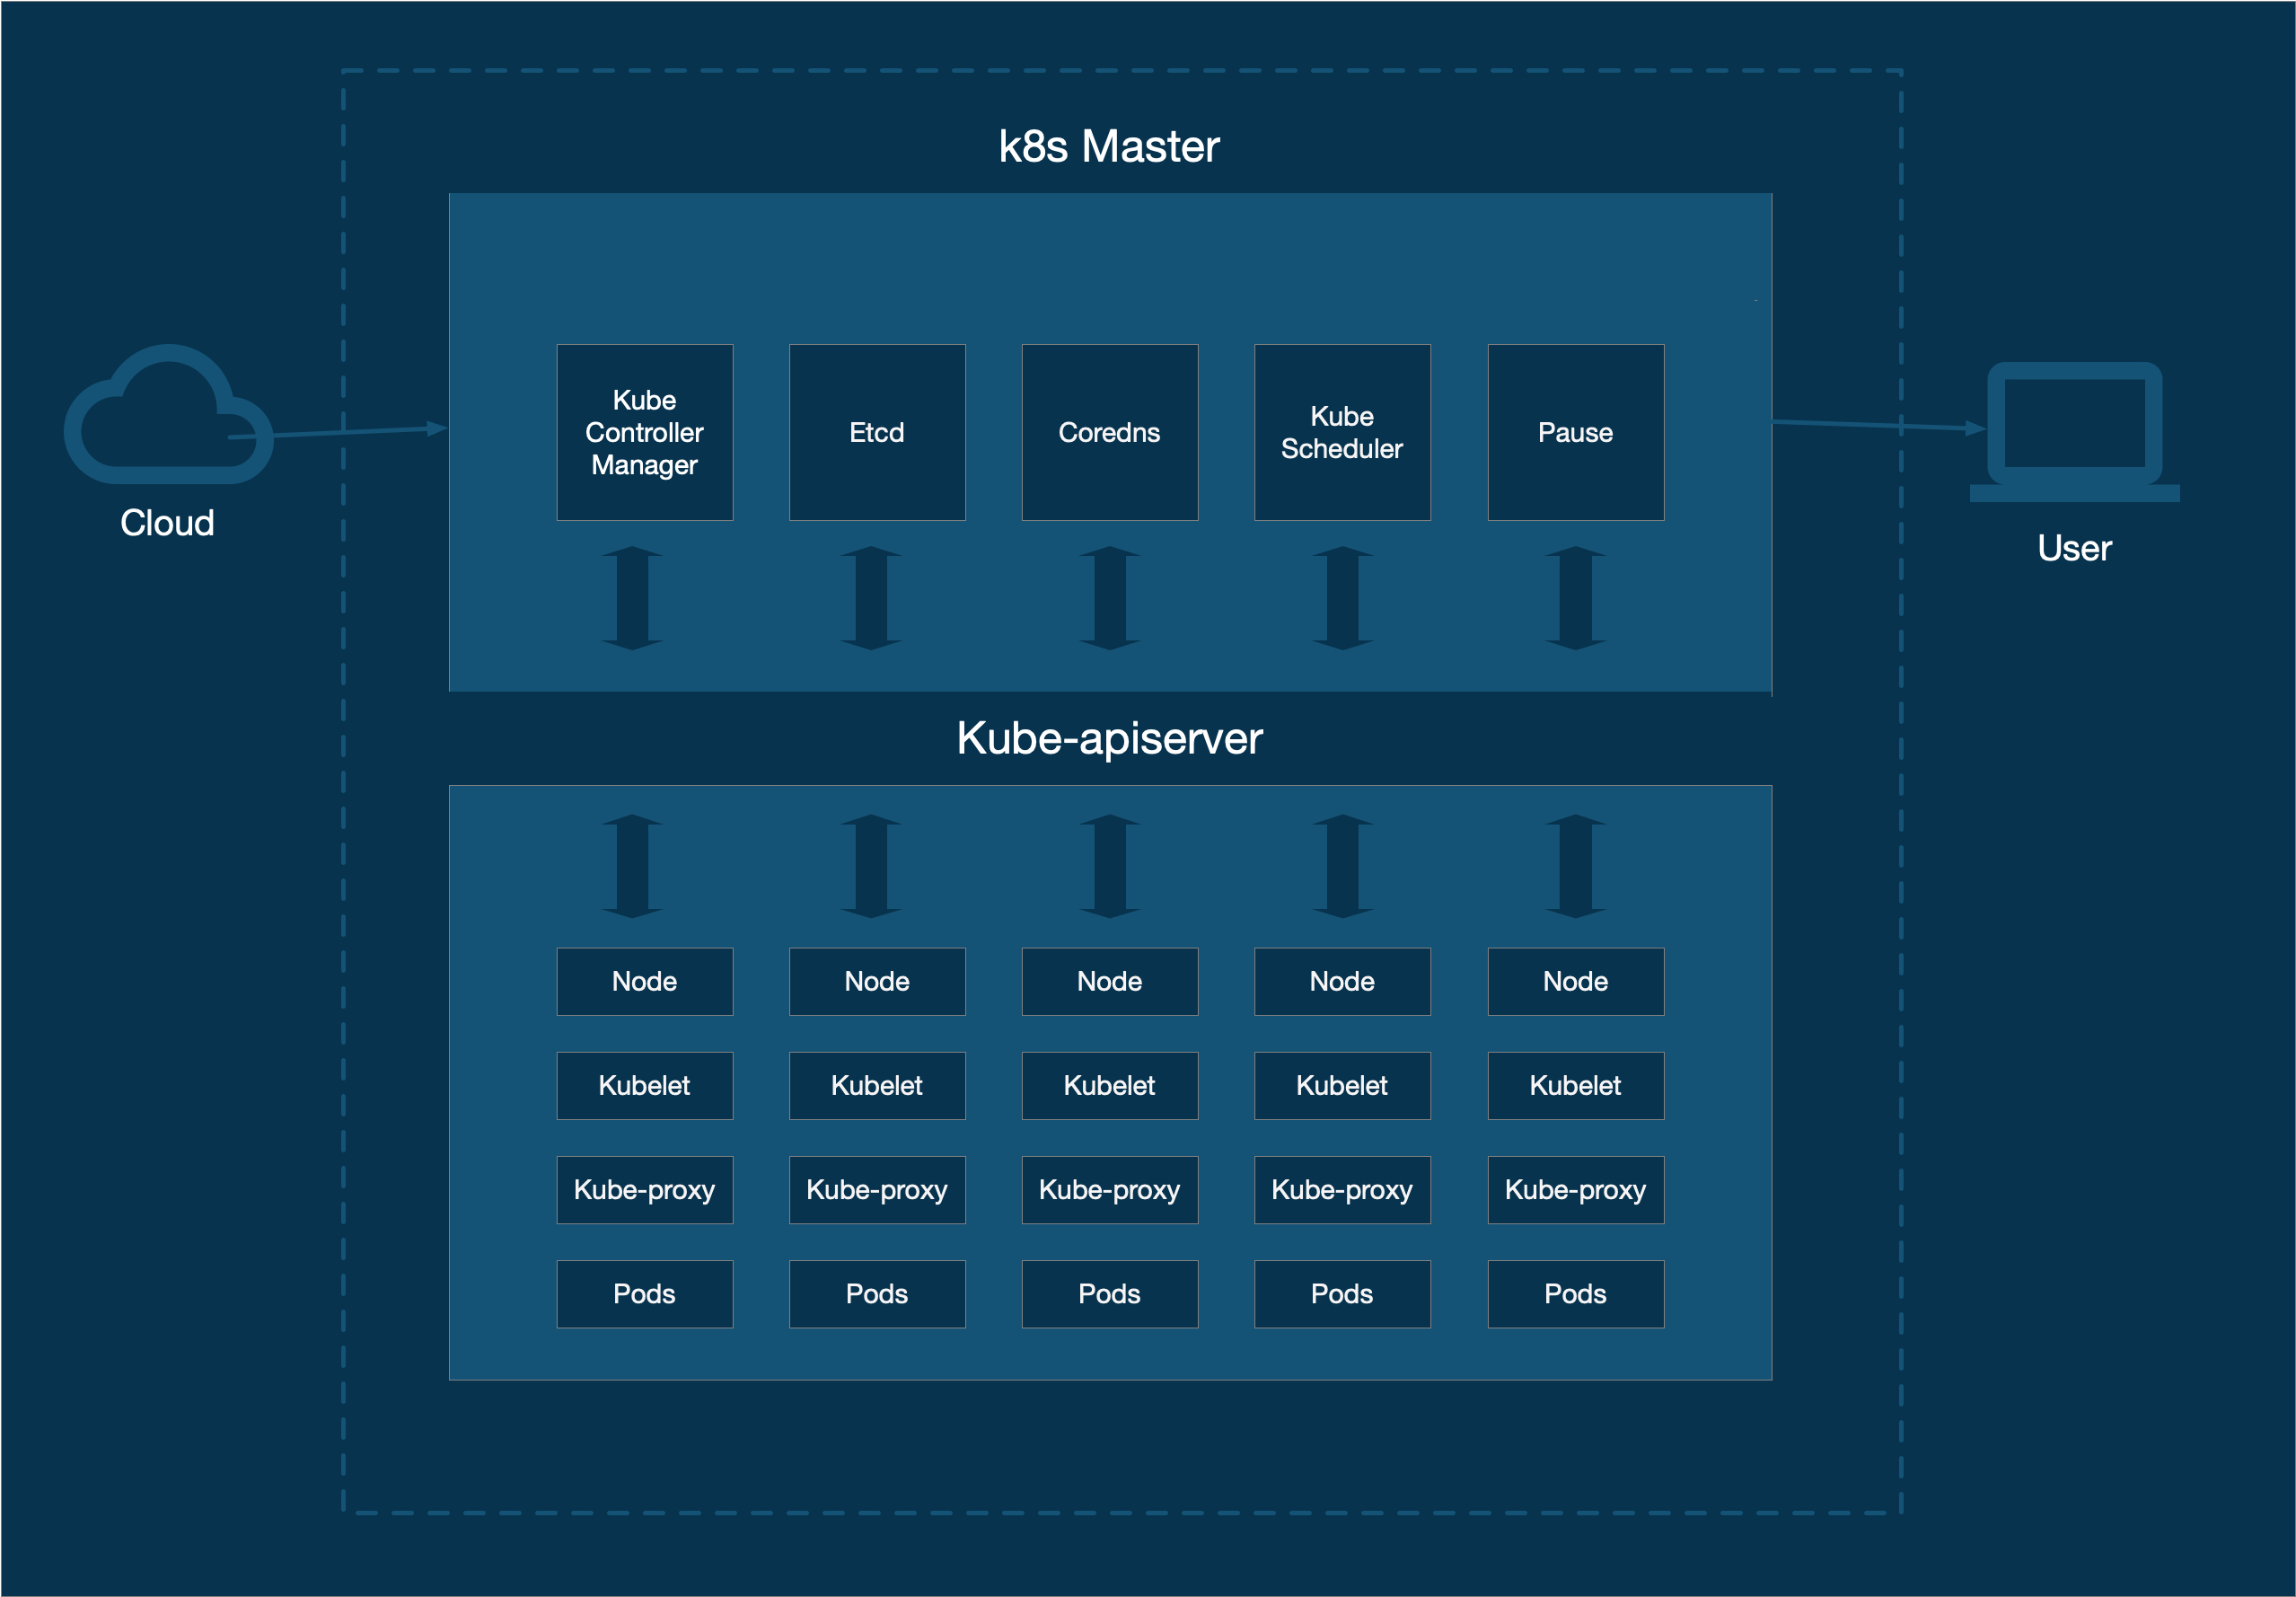 k8s Master
Kube
Controller
Manager
Etcd
Coredns
Kube
Scheduler
Pause
Cloud
User
Kube-apiserver
Node
Node
Node
Node
Node
Kubelet
Kubelet
Kubelet
Kubelet
Kubelet
Kube-proxy
Kube-proxy
Kube-proxy
Kube-proxy
Kube-proxy
Pods
Pods
Pods
Pods
Pods